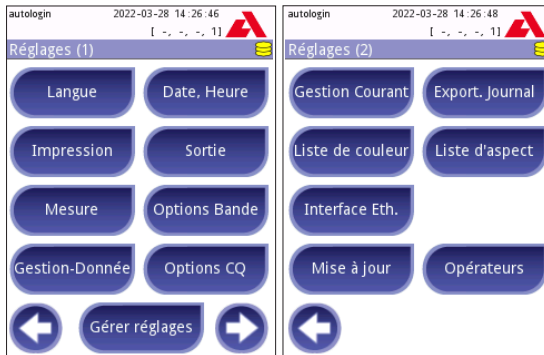 autologin 2022-03-28 14:26:46
[ -, -, -, 1]
Réglages (1)
Langue
Date, Heure
Impression
Sortie
Mesure
Options Bande
Gestion-Donnée
Options CQ
Gérer réglages
autologin 2022-03-28 14:26:48
[ -, -, -, 1]
Réglages (2)
Gestion Courant
Export. Journal
Liste de couleur
Liste d'aspect
Interface Eth.
Mise à jour
Opérateurs